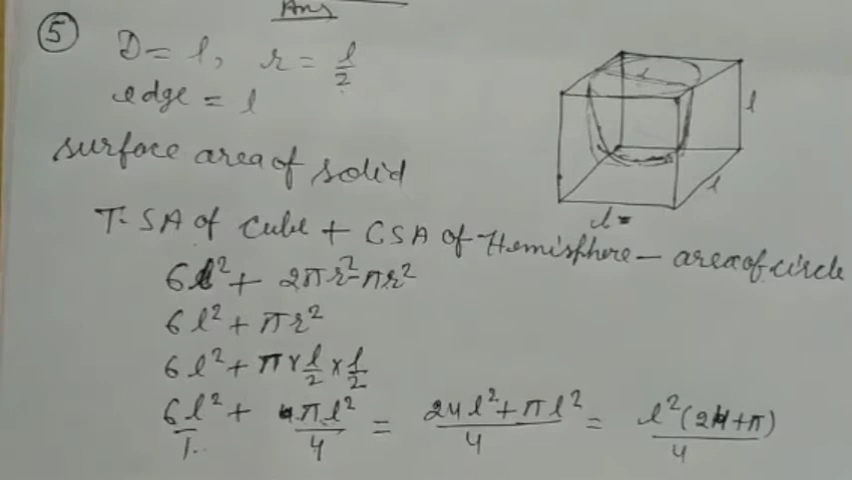 Ans
⑤ D = l, r = l/2
edge = l
l
l
l =
surface area of solid
T. SA of cube + CSA of Hemisphere - area of circle
6l² + 2πr² - πr²
6l² + πr²
6l² + π × l/2 × l/2
6l²/1 + πl²/4 = 24l² + πl²/4 = l²(24 + π)/4